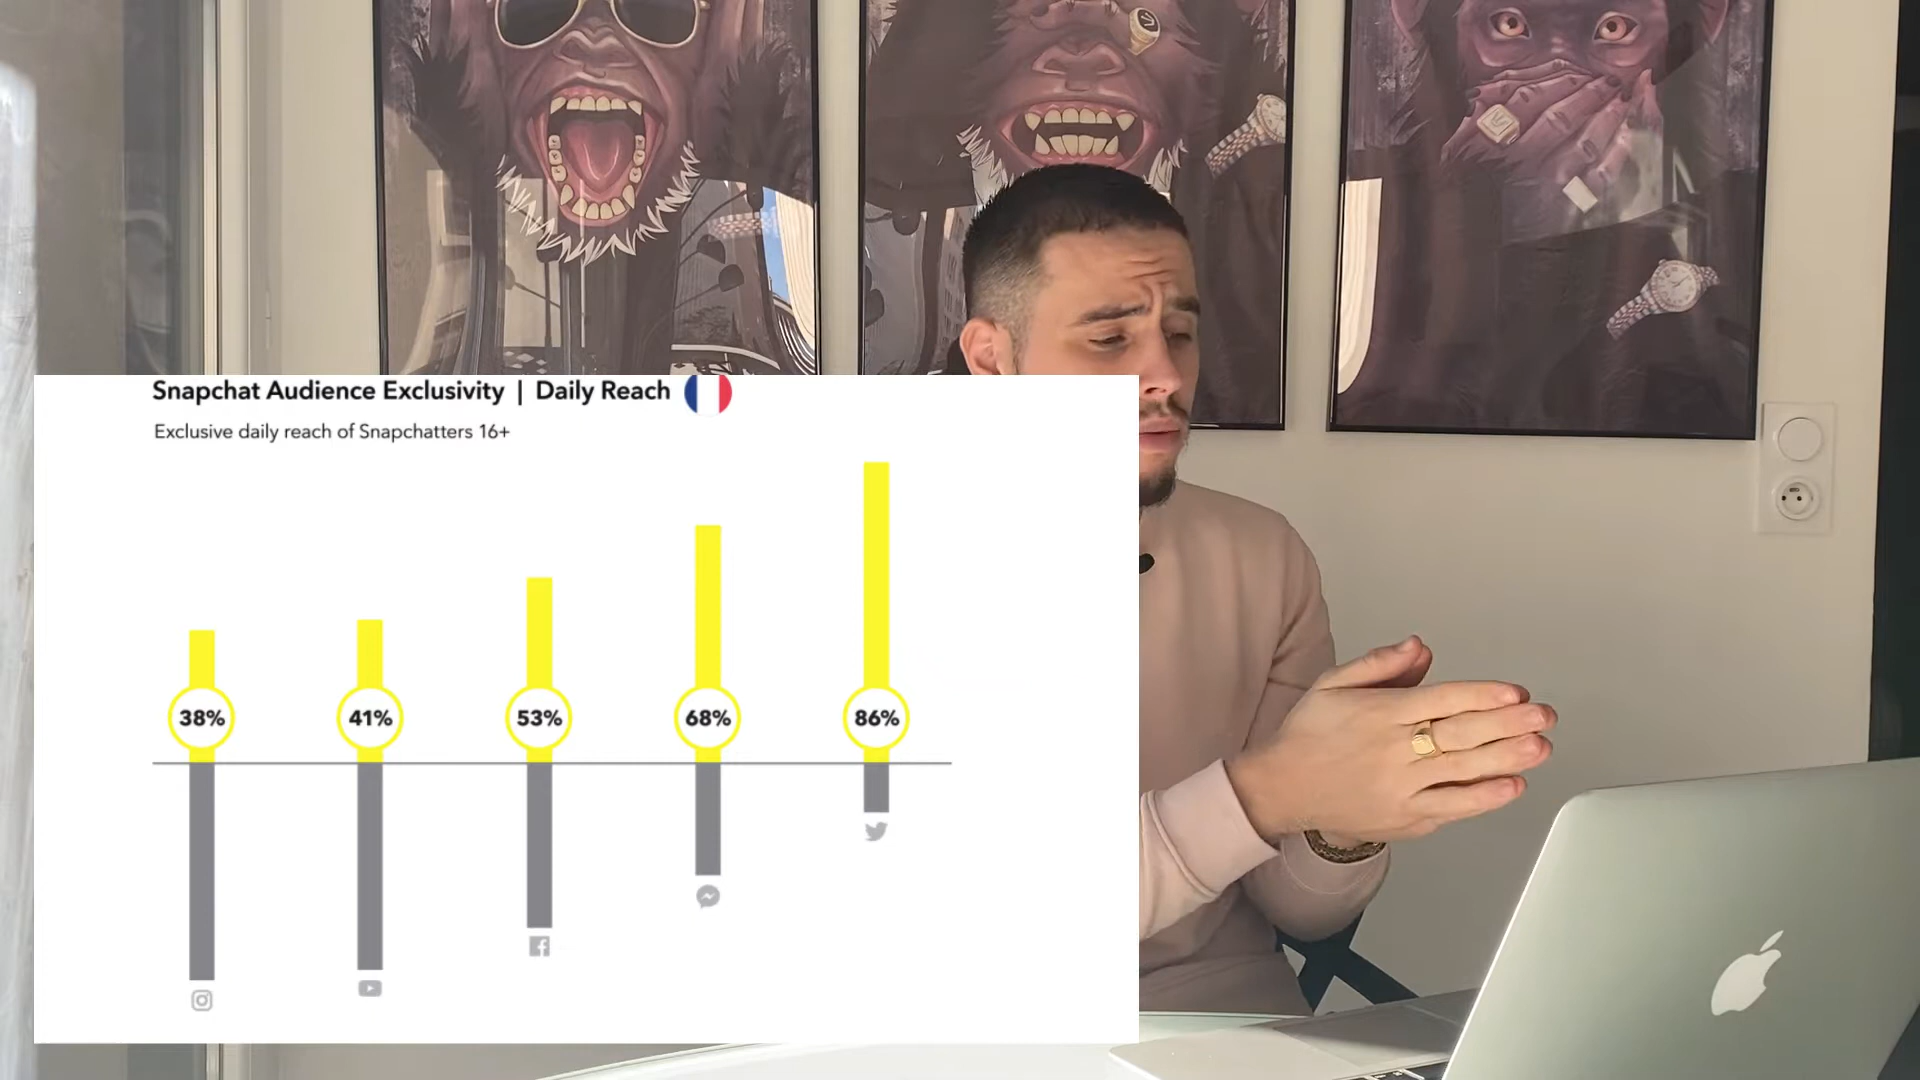 Snapchat Audience Exclusivity | Daily Reach
Exclusive daily reach of Snapchatters 16+
38% 41% 53% 68% 86%